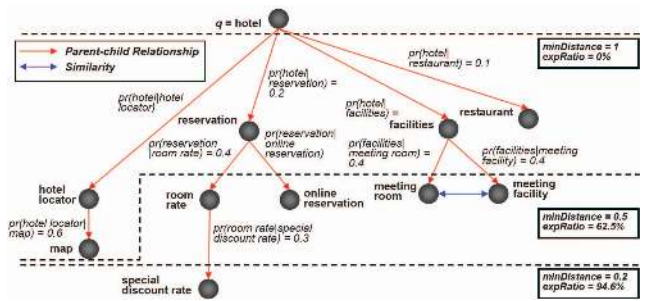 q = hotel
Parent-child Relationship
Similarity
minDistance = 1
expRatio = 0%
pr(hotel|
restaurant) = 0.1
pr(hotel|hotel
locator)
pr(hotel|
reservation) =
0.2
pr(hotel|
facilities) =
restaurant
reservation
facilities
pr(reservation
|room rate) = 0.4
pr(reservation|
online
reservation)
pr(facilities|
meeting room) =
0.4
pr(facilities|meeting
facility) = 0.4
hotel
locator
room
rate
online
reservation
meeting
room
meeting
facility
pr(hotel locator|
map) = 0.6
map
pr(room rate|special
discount rate) = 0.3
minDistance = 0.5
expRatio = 62.5%
special
discount rate
minDistance = 0.2
expRatio = 94.6%